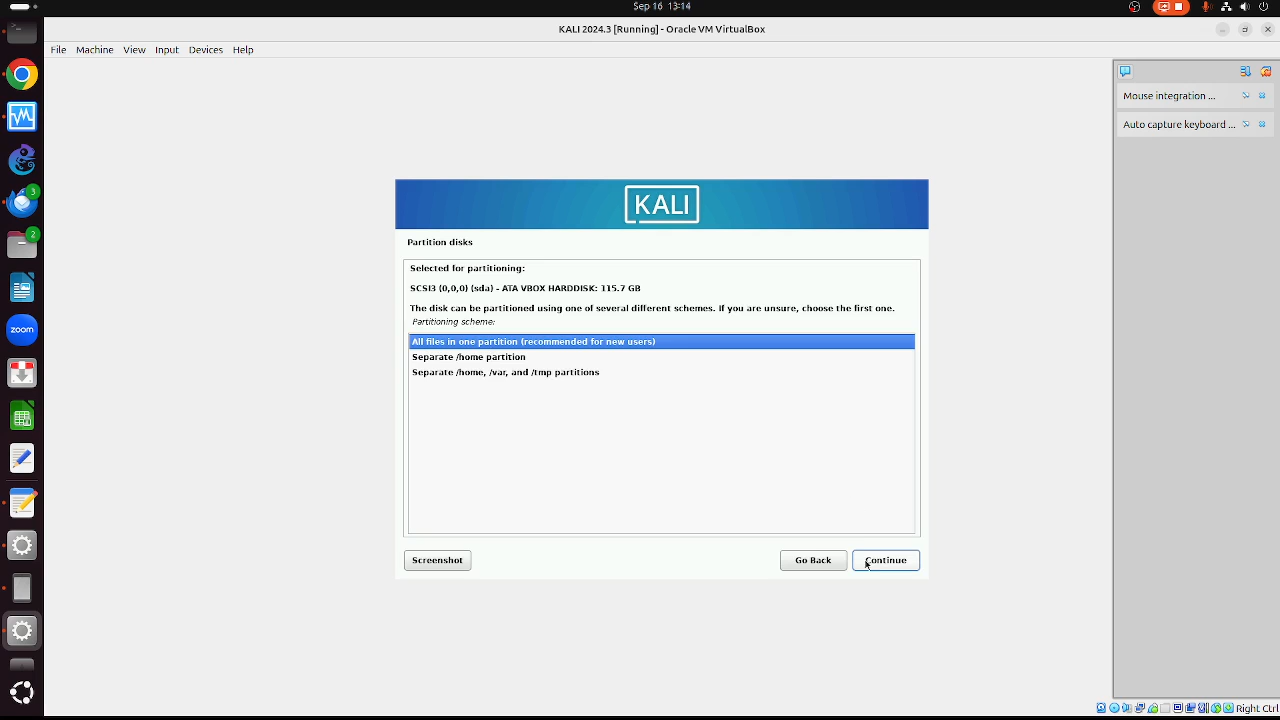 Sep 16 13:14
KALI 2024.3 [Running] - Oracle VM VirtualBox
File Machine View Input Devices Help
Mouse integration ...
Auto capture keyboard ...
3
2
zoom
KALI
Partition disks
Selected for partitioning:
SCSI3 (0,0,0) (sda) - ATA VBOX HARDDISK: 115.7 GB
The disk can be partitioned using one of several different schemes. If you are unsure, choose the first one.
Partitioning scheme:
All files in one partition (recommended for new users)
Separate /home partition
Separate /home, /var, and /tmp partitions
Screenshot Go Back Continue
Right Ctrl